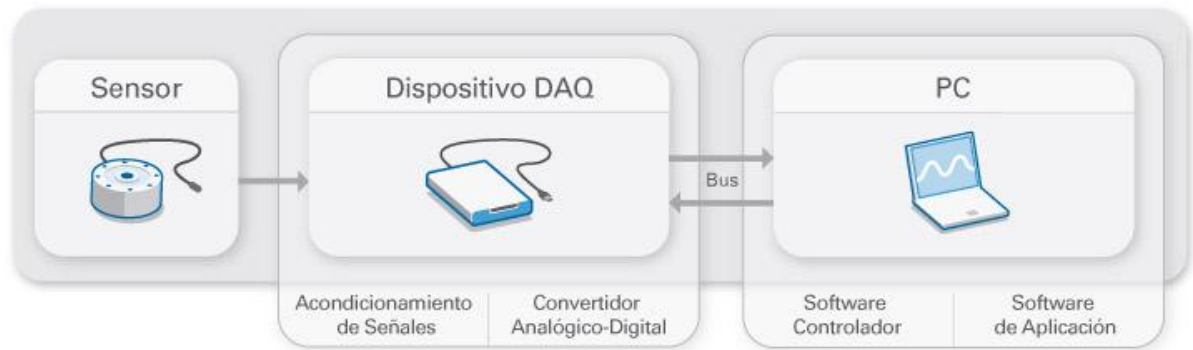 Sensor
Dispositivo DAQ
PC
Bus
Acondicionamiento
de Señales
Convertidor
Analógico-Digital
Software
Controlador
Software
de Aplicación